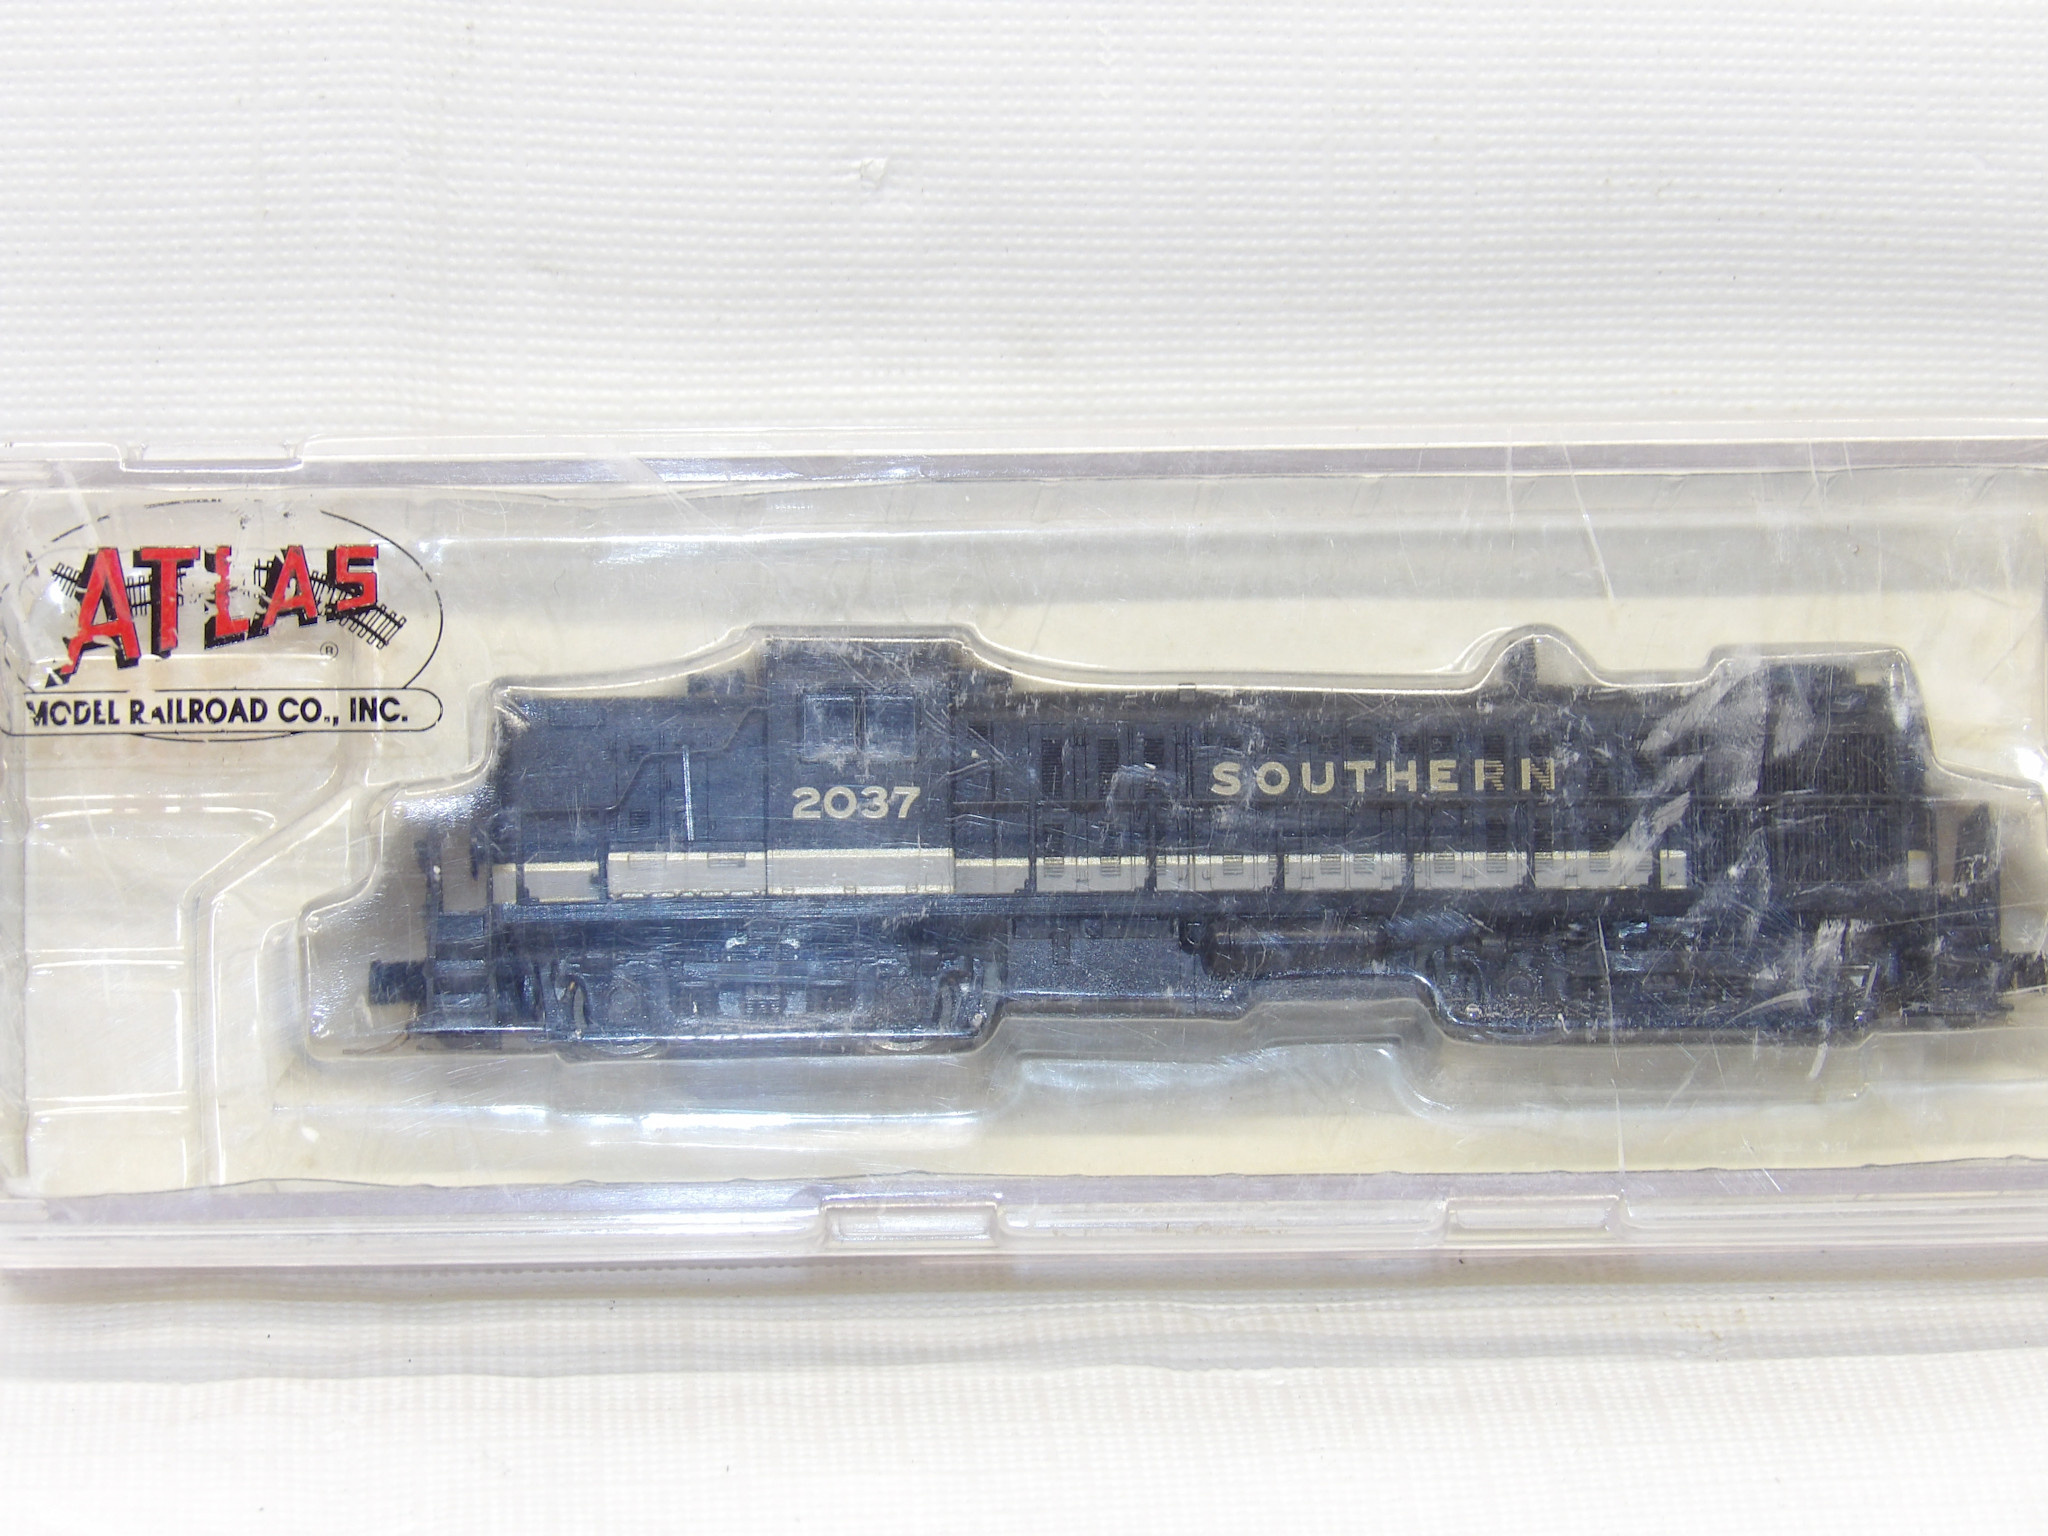 ATLAS
®
MODEL RAILROAD CO., INC.
SOUTHERN
2037